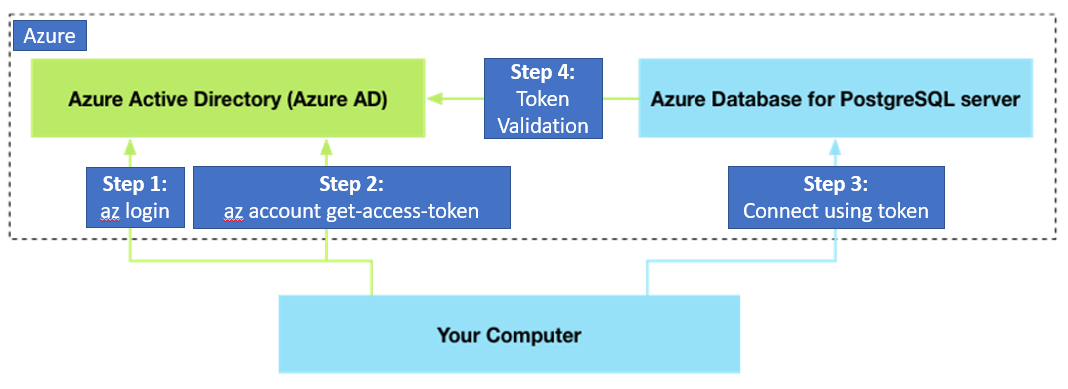 Azure
Azure Active Directory (Azure AD)
Step 4:
Token
Validation
Azure Database for PostgreSQL server
Step 1:
az login
Step 2:
az account get-access-token
Step 3:
Connect using token
Your Computer